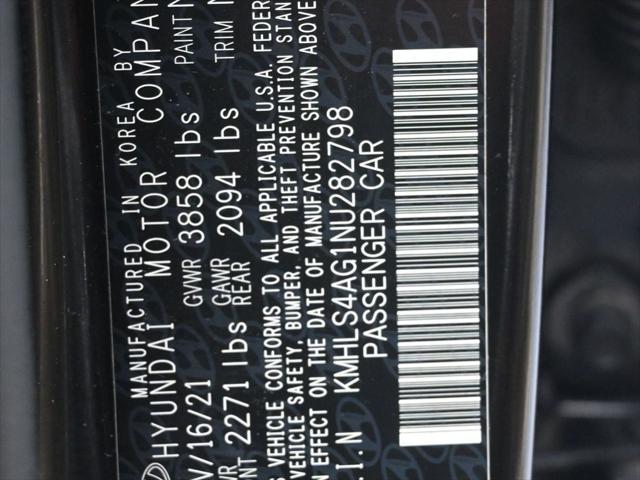 MANUFACTURED IN KOREA BY
HYUNDAI MOTOR COMPAN
V/16/21 GVWR 3858 lbs PAINT N
WR NT 2271 lbs GAWR REAR 2094 lbs TRIM
S VEHICLE CONFORMS TO ALL APPLICABLE U.S.A. FEDER
VEHICLE SAFETY, BUMPER, AND THEFT PREVENTION STAN
N EFFECT ON THE DATE OF MANUFACTURE SHOWN ABOVE
.I.N KMHLS4AG1NU282798
PASSENGER CAR